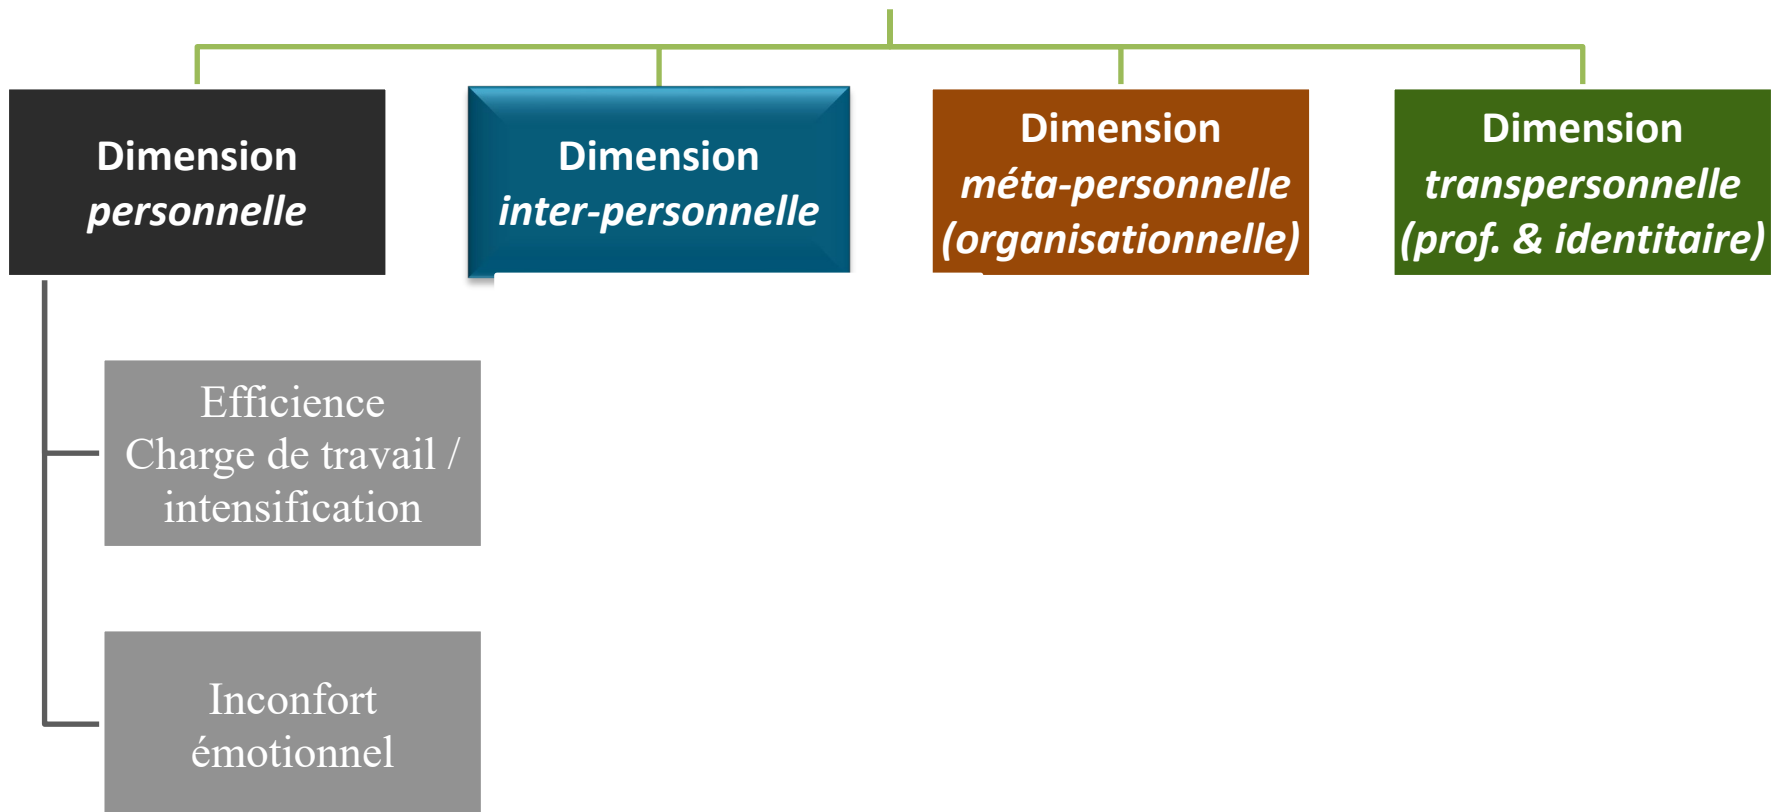 Dimension
personnelle
Dimension
inter-personnelle
Dimension
méta-personnelle
(organisationnelle)
Dimension
transpersonnelle
(prof. & identitaire)
Efficience
Charge de travail /
intensification
Inconfort
émotionnel